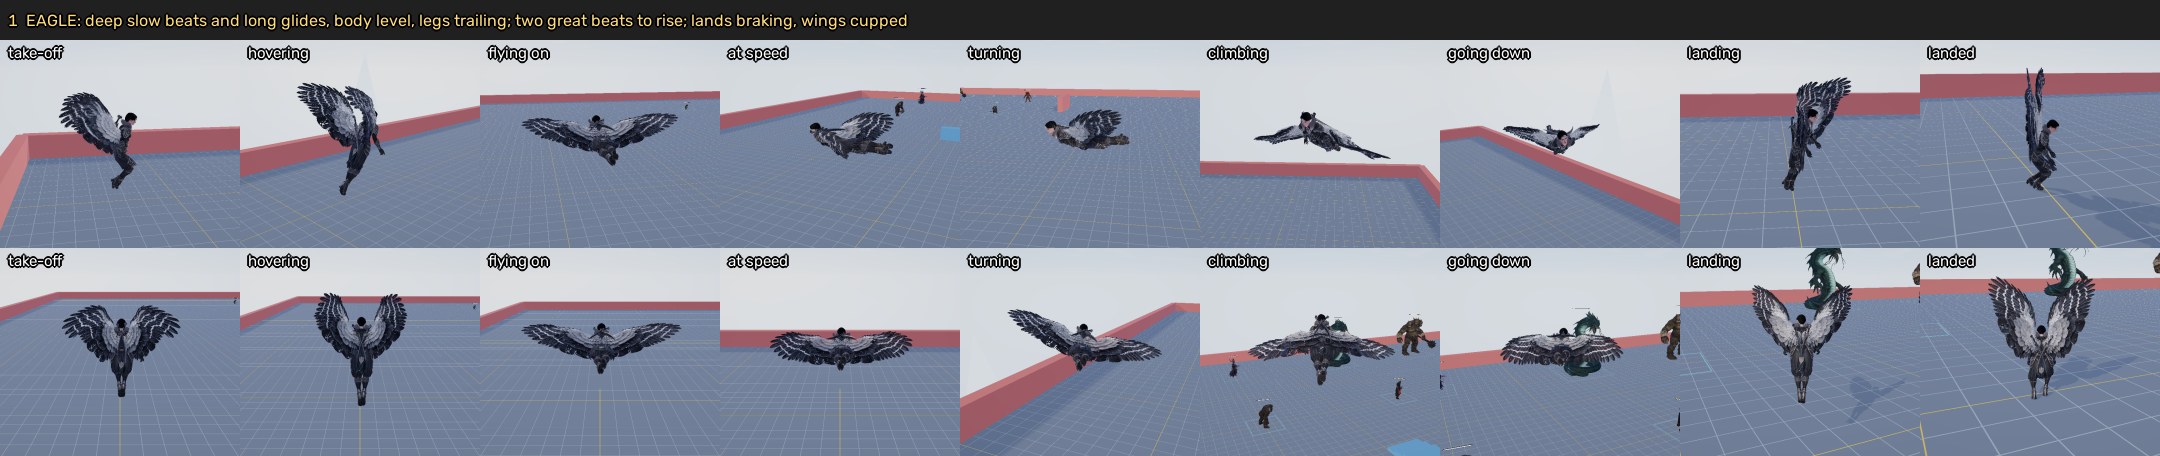 1 EAGLE: deep slow beats and long glides, body level, legs trailing; two great beats to rise; lands braking, wings cupped
take-off hovering flying on at speed turning climbing going down landing landed
take-off hovering flying on at speed turning climbing going down landing landed